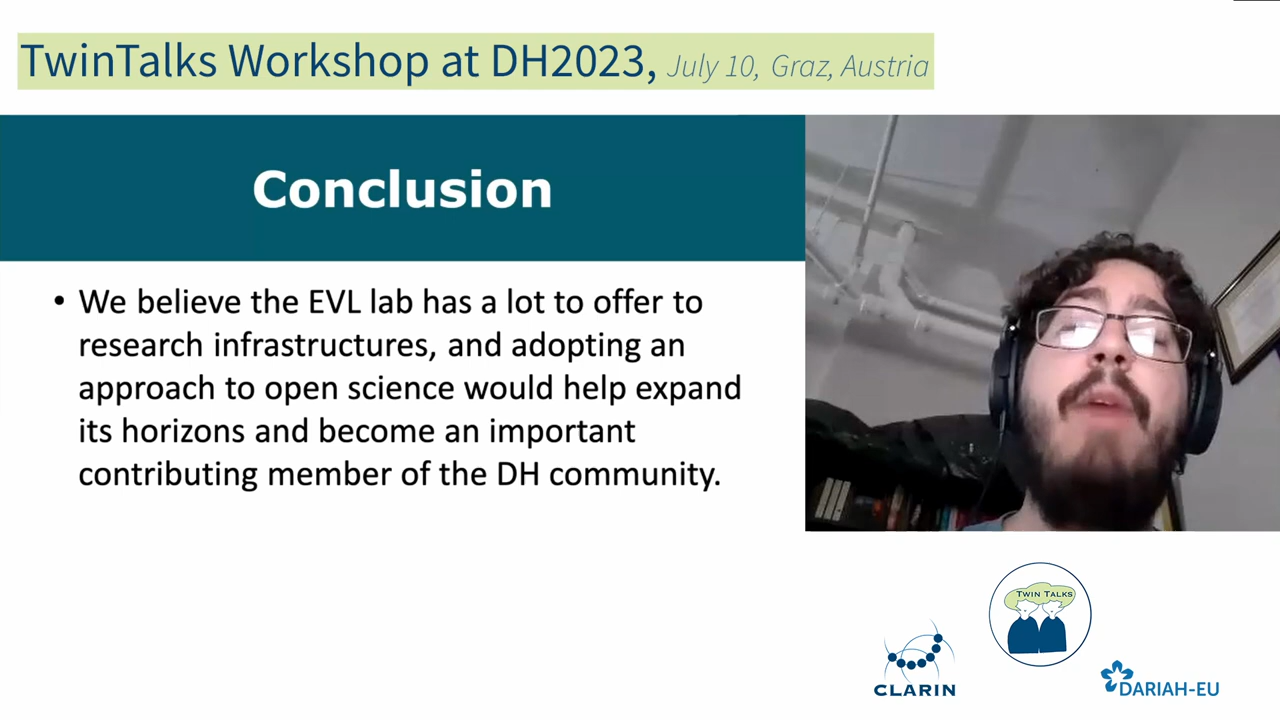 TwinTalks Workshop at DH2023, July 10, Graz, Austria
Conclusion
• We believe the EVL lab has a lot to offer to
research infrastructures, and adopting an
approach to open science would help expand
its horizons and become an important
contributing member of the DH community.
TWIN TALKS
CLARIN
DARIAH-EU